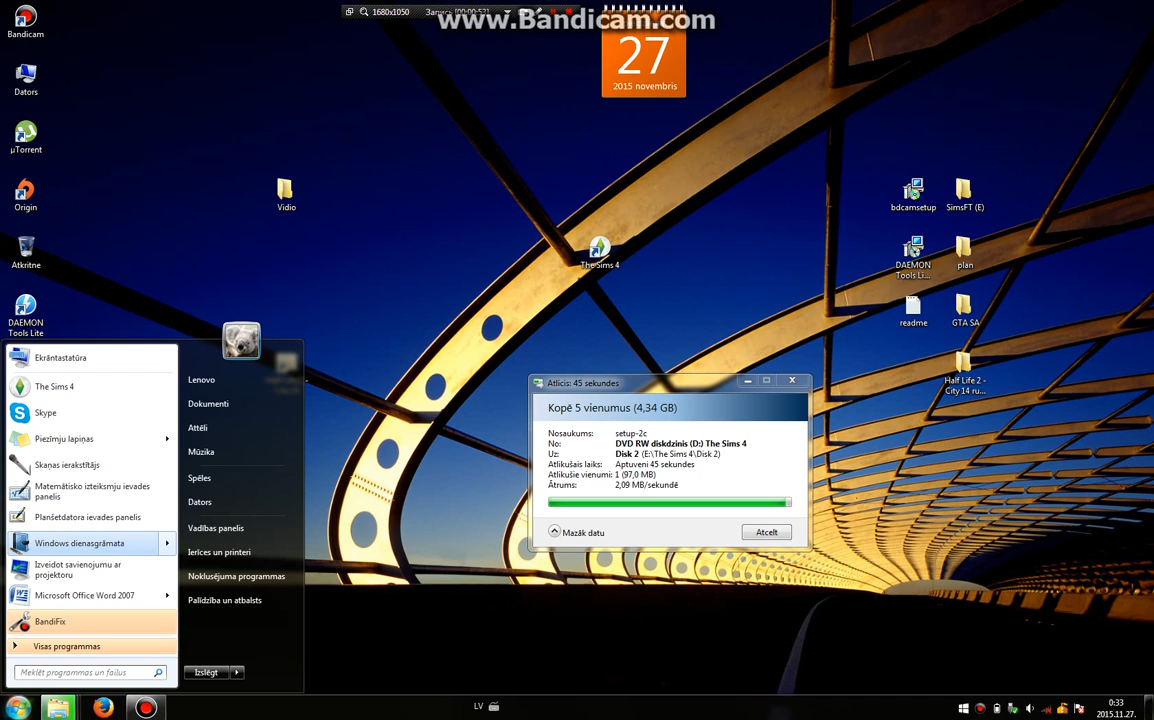 1680x1050 Запись [00:00:52]
www.Bandicam.com
27
2015 novembris
Bandicam
Dators
µTorrent
Origin
Atkritne
DAEMON
Tools Lite
Vidio
The Sims 4
bdcamsetup
SimsFT (E)
DAEMON
Tools Li...
plan
readme
GTA SA
Half Life 2 -
City 14 ru...
Ekrāntastatūra
The Sims 4
Skype
Piezīmju lapiņas
Skaņas ierakstītājs
Matemātisko izteiksmju ievades
panelis
Planšetdatora ievades panelis
Windows dienasgrāmata
Izveidot savienojumu ar
projektoru
Microsoft Office Word 2007
BandiFix
Visas programmas
Meklēt programmas un failus
Lenovo
Dokumenti
Attēli
Mūzika
Spēles
Dators
Vadības panelis
Ierīces un printeri
Noklusējuma programmas
Palīdzība un atbalsts
Izslēgt
Atlicis: 45 sekundes
Kopē 5 vienumus (4,34 GB)
Nosaukums: setup-2c
No: DVD RW diskdzinis (D:) The Sims 4
Uz: Disk 2 (E:\The Sims 4\Disk 2)
Atlikušais laiks: Aptuveni 45 sekundes
Atlikušie vienumi: 1 (97,0 MB)
Ātrums: 2,09 MB/sekundē
Mazāk datu
Atcelt
LV
0:33
2015.11.27.